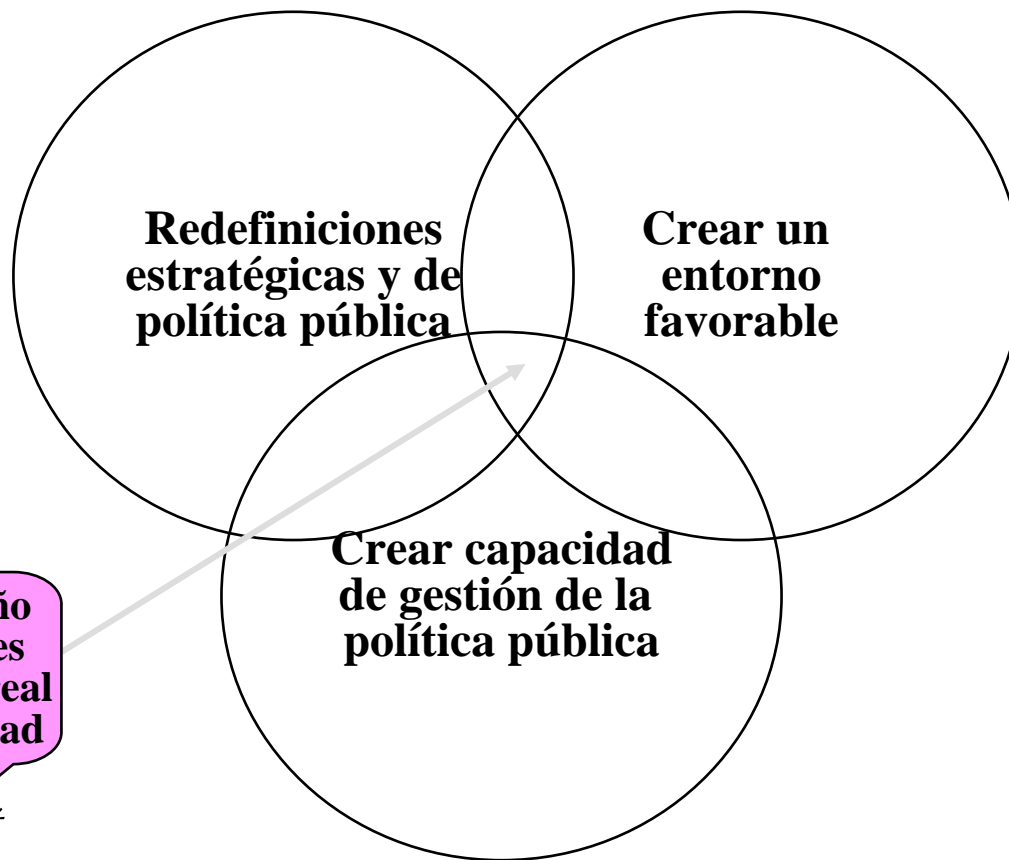 Redefiniciones
estratégicas y de
política pública
Crear un
entorno
favorable
Crear capacidad
de gestión de la
política pública